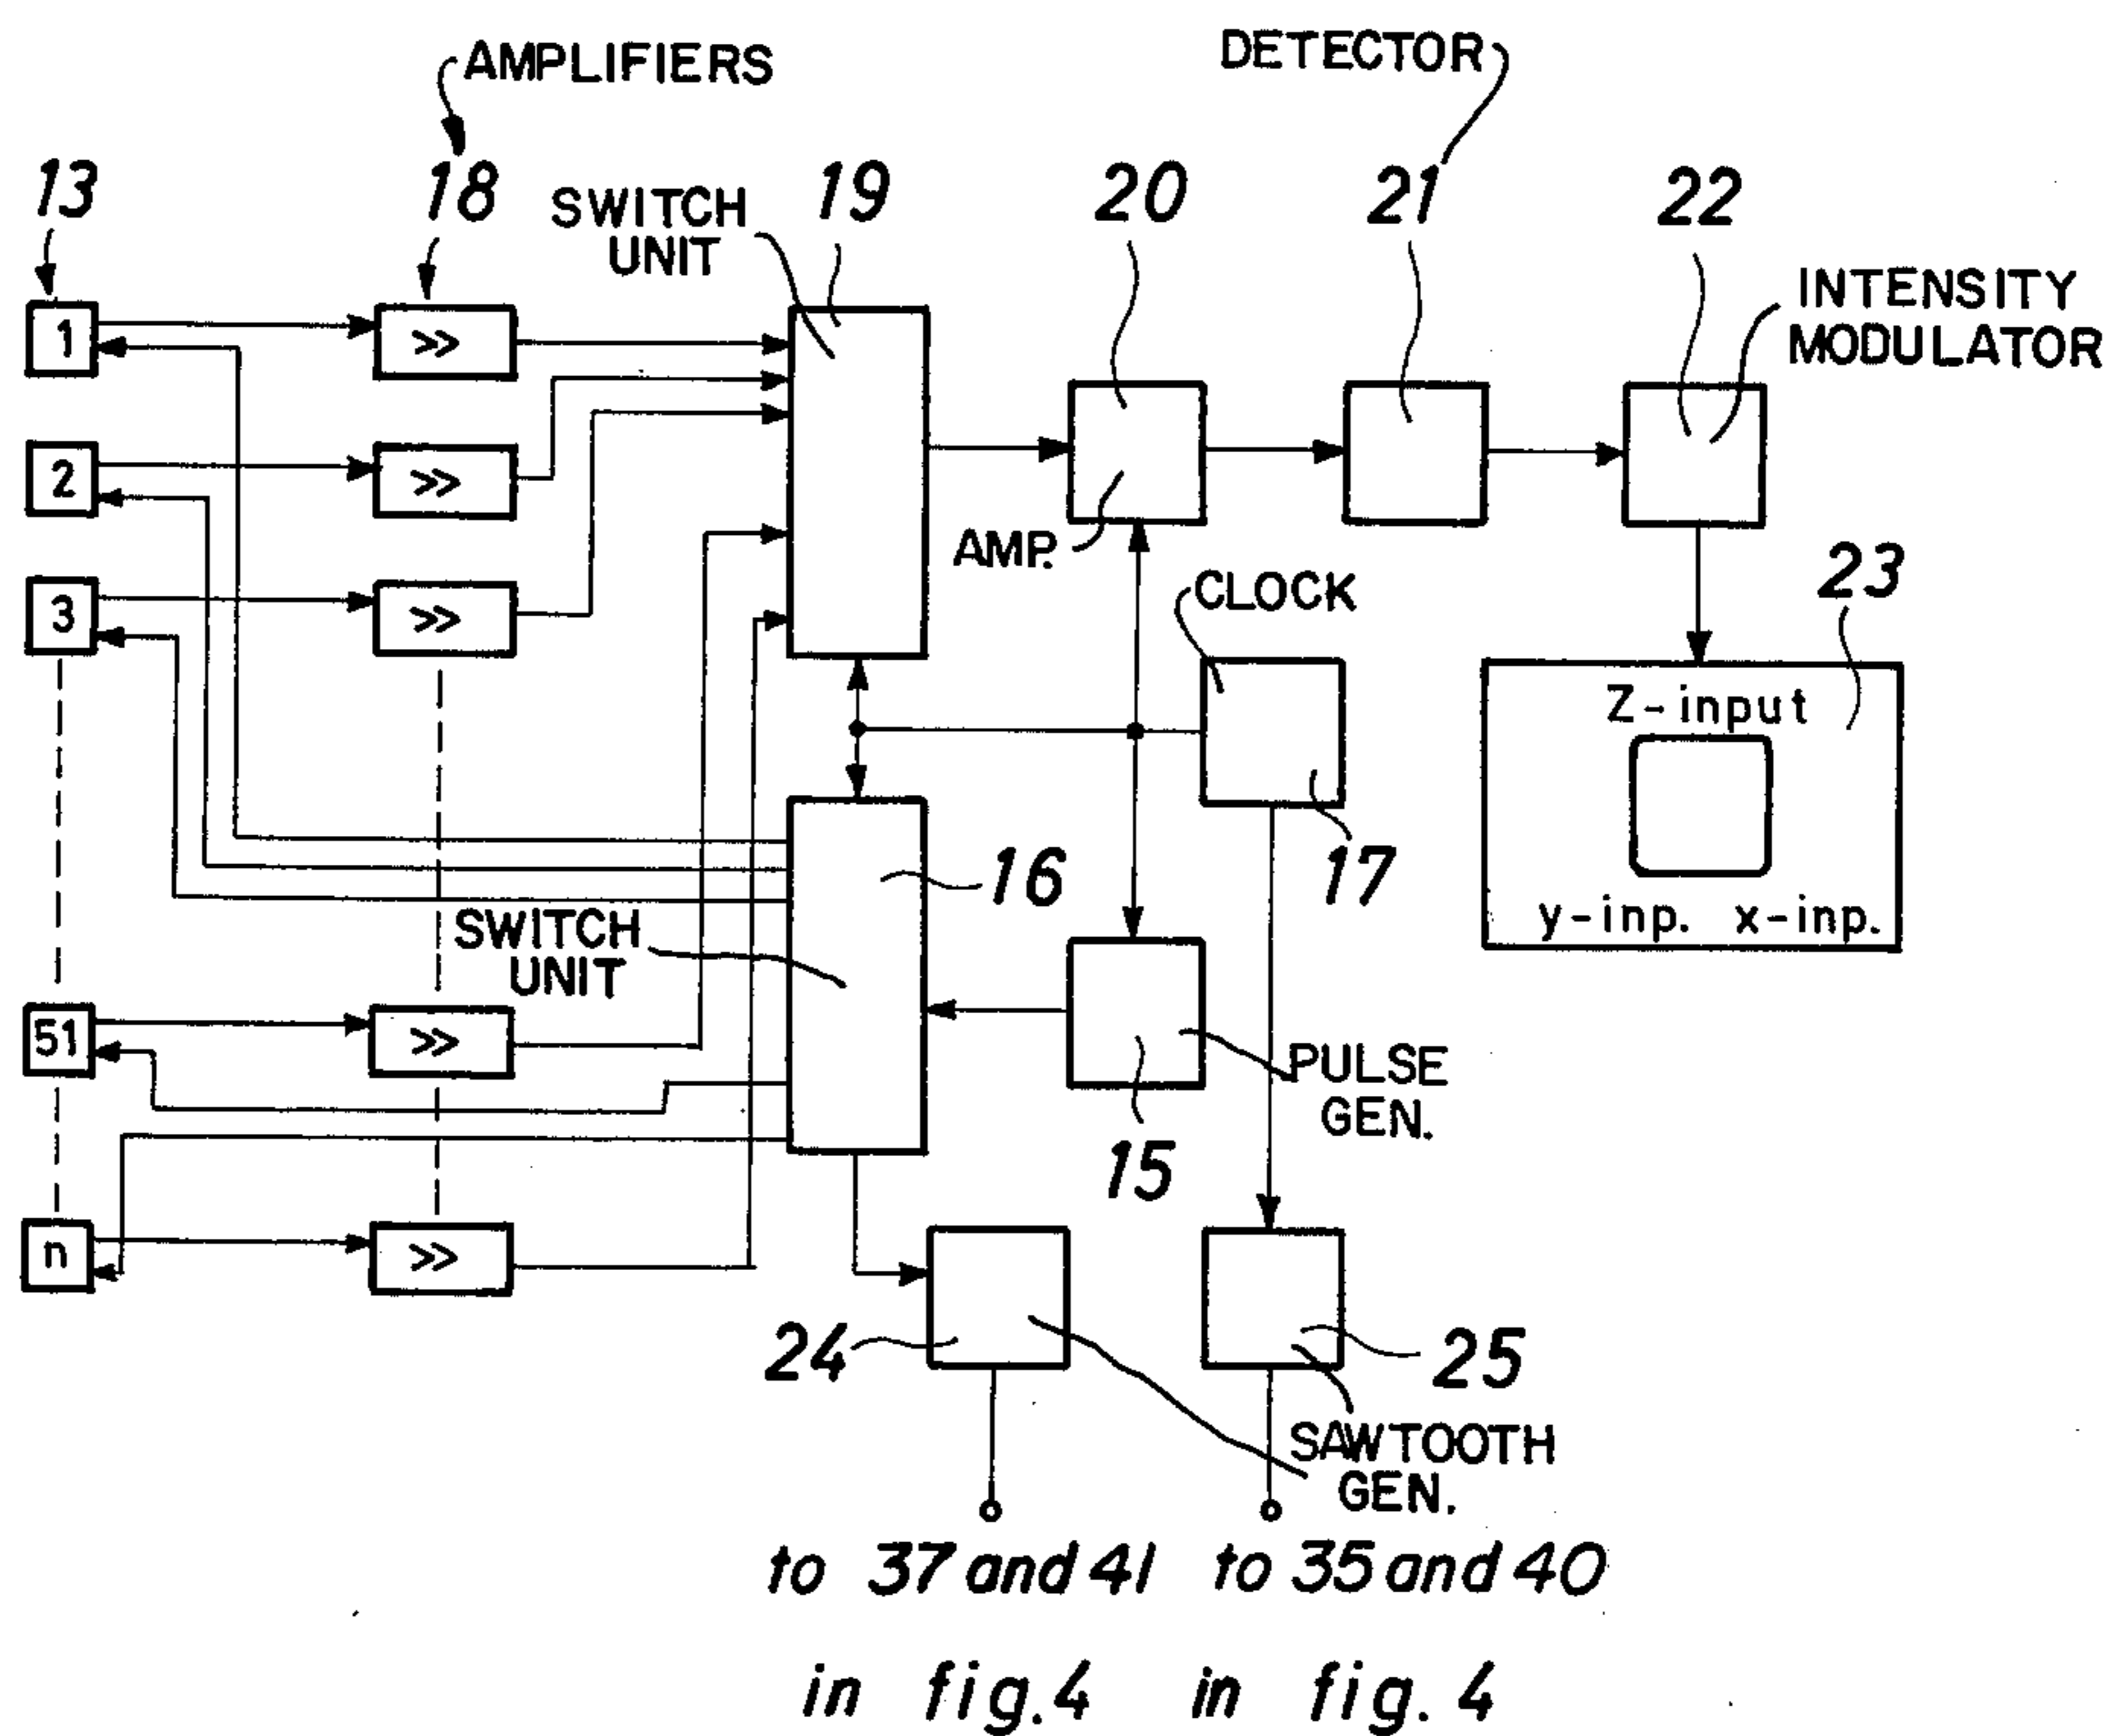 AMPLIFIERS
DETECTOR
13
18
SWITCH
UNIT
19
20
21
22
INTENSITY
MODULATOR
1
>>
2
>>
AMP.
CLOCK
23
3
>>
Z-input
16
17
y-inp. x-inp.
SWITCH
UNIT
51
>>
PULSE
GEN.
15
n
>>
24
25
SAWTOOTH
GEN.
to 37 and 41 to 35 and 40
in fig. 4 in fig. 4